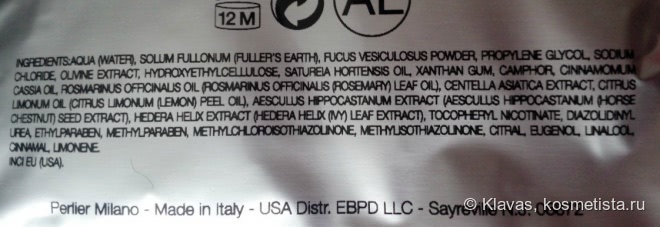 12 M
AL
INGREDIENTS:AQUA (WATER), SOLUM FULLONUM (FULLER'S EARTH), FUCUS VESICULOSUS POWDER, PROPYLENE GLYCOL, SODIUM
CHLORIDE, OLIVINE EXTRACT, HYDROXYETHYLCELLULOSE, SATUREIA HORTENSIS OIL, XANTHAN GUM, CAMPHOR, CINNAMOMUM
CASSIA OIL, ROSMARINUS OFFICINALIS OIL (ROSMARINUS OFFICINALIS (ROSEMARY) LEAF OIL), CENTELLA ASIATICA EXTRACT, CITRUS
LIMONUM OIL (CITRUS LIMONUM (LEMON) PEEL OIL), AESCULUS HIPPOCASTANUM EXTRACT (AESCULUS HIPPOCASTANUM (HORSE
CHESTNUT) SEED EXTRACT), HEDERA HELIX EXTRACT (HEDERA HELIX (IVY) LEAF EXTRACT), TOCOPHERYL NICOTINATE, DIAZOLIDINYL
UREA, ETHYLPARABEN, METHYLPARABEN, METHYLCHLOROISOTHIAZOLINONE, METHYLISOTHIAZOLINONE, CITRAL, EUGENOL, LINALOOL,
CINNAMAL, LIMONENE.
INCI EU (USA).
Perlier Milano - Made in Italy - USA Distr. EBPD LLC - Sayreville N.J. 08872
© Klavas, kosmetista.ru